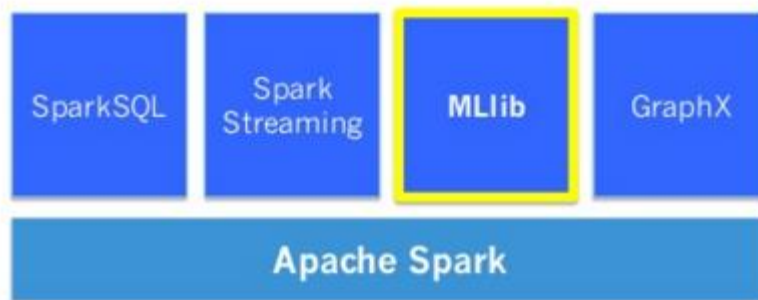 SparkSQL
Spark
Streaming
MLlib
GraphX
Apache Spark